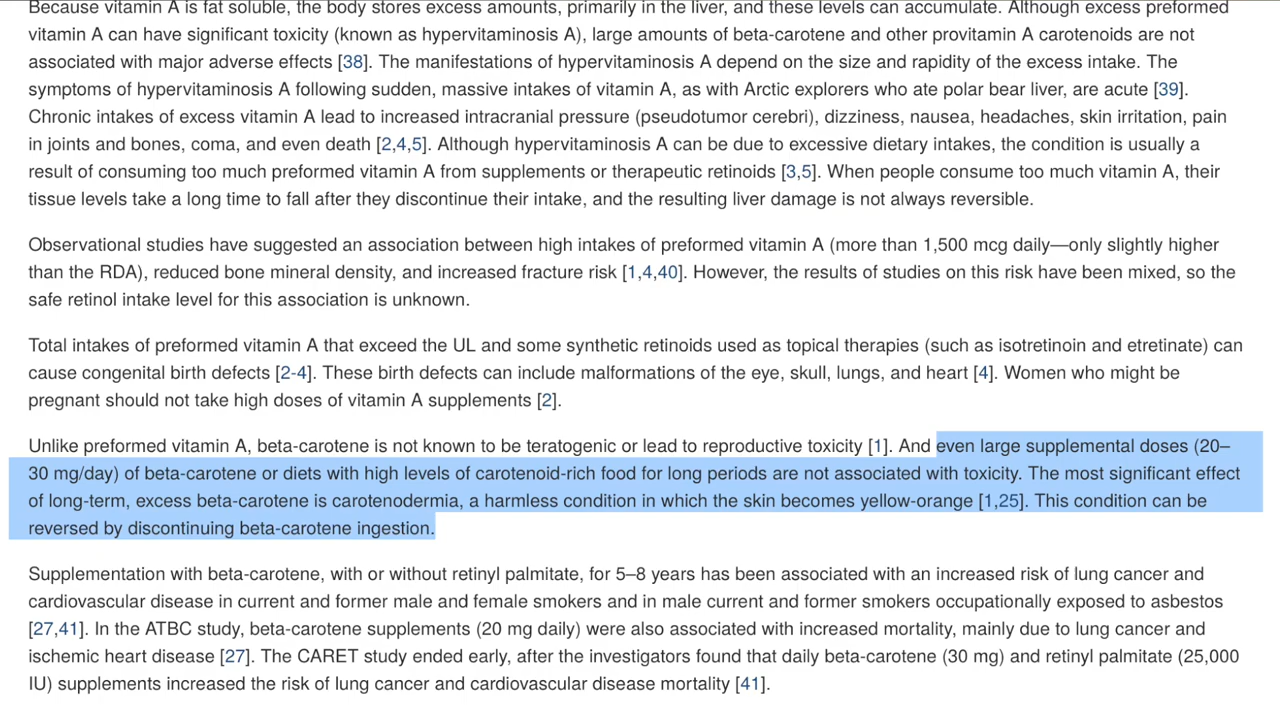 Because vitamin A is fat soluble, the body stores excess amounts, primarily in the liver, and these levels can accumulate. Although excess preformed
vitamin A can have significant toxicity (known as hypervitaminosis A), large amounts of beta-carotene and other provitamin A carotenoids are not
associated with major adverse effects [38]. The manifestations of hypervitaminosis A depend on the size and rapidity of the excess intake. The
symptoms of hypervitaminosis A following sudden, massive intakes of vitamin A, as with Arctic explorers who ate polar bear liver, are acute [39].
Chronic intakes of excess vitamin A lead to increased intracranial pressure (pseudotumor cerebri), dizziness, nausea, headaches, skin irritation, pain
in joints and bones, coma, and even death [2,4,5]. Although hypervitaminosis A can be due to excessive dietary intakes, the condition is usually a
result of consuming too much preformed vitamin A from supplements or therapeutic retinoids [3,5]. When people consume too much vitamin A, their
tissue levels take a long time to fall after they discontinue their intake, and the resulting liver damage is not always reversible.
Observational studies have suggested an association between high intakes of preformed vitamin A (more than 1,500 mcg daily—only slightly higher
than the RDA), reduced bone mineral density, and increased fracture risk [1,4,40]. However, the results of studies on this risk have been mixed, so the
safe retinol intake level for this association is unknown.
Total intakes of preformed vitamin A that exceed the UL and some synthetic retinoids used as topical therapies (such as isotretinoin and etretinate) can
cause congenital birth defects [2-4]. These birth defects can include malformations of the eye, skull, lungs, and heart [4]. Women who might be
pregnant should not take high doses of vitamin A supplements [2].
Unlike preformed vitamin A, beta-carotene is not known to be teratogenic or lead to reproductive toxicity [1]. And even large supplemental doses (20–
30 mg/day) of beta-carotene or diets with high levels of carotenoid-rich food for long periods are not associated with toxicity. The most significant effect
of long-term, excess beta-carotene is carotenodermia, a harmless condition in which the skin becomes yellow-orange [1,25]. This condition can be
reversed by discontinuing beta-carotene ingestion.
Supplementation with beta-carotene, with or without retinyl palmitate, for 5–8 years has been associated with an increased risk of lung cancer and
cardiovascular disease in current and former male and female smokers and in male current and former smokers occupationally exposed to asbestos
[27,41]. In the ATBC study, beta-carotene supplements (20 mg daily) were also associated with increased mortality, mainly due to lung cancer and
ischemic heart disease [27]. The CARET study ended early, after the investigators found that daily beta-carotene (30 mg) and retinyl palmitate (25,000
IU) supplements increased the risk of lung cancer and cardiovascular disease mortality [41].